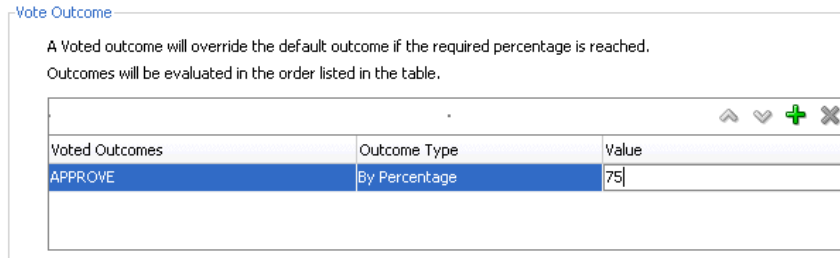 Vote Outcome
A Voted outcome will override the default outcome if the required percentage is reached.
Outcomes will be evaluated in the order listed in the table.
Voted Outcomes Outcome Type Value
APPROVE By Percentage 75